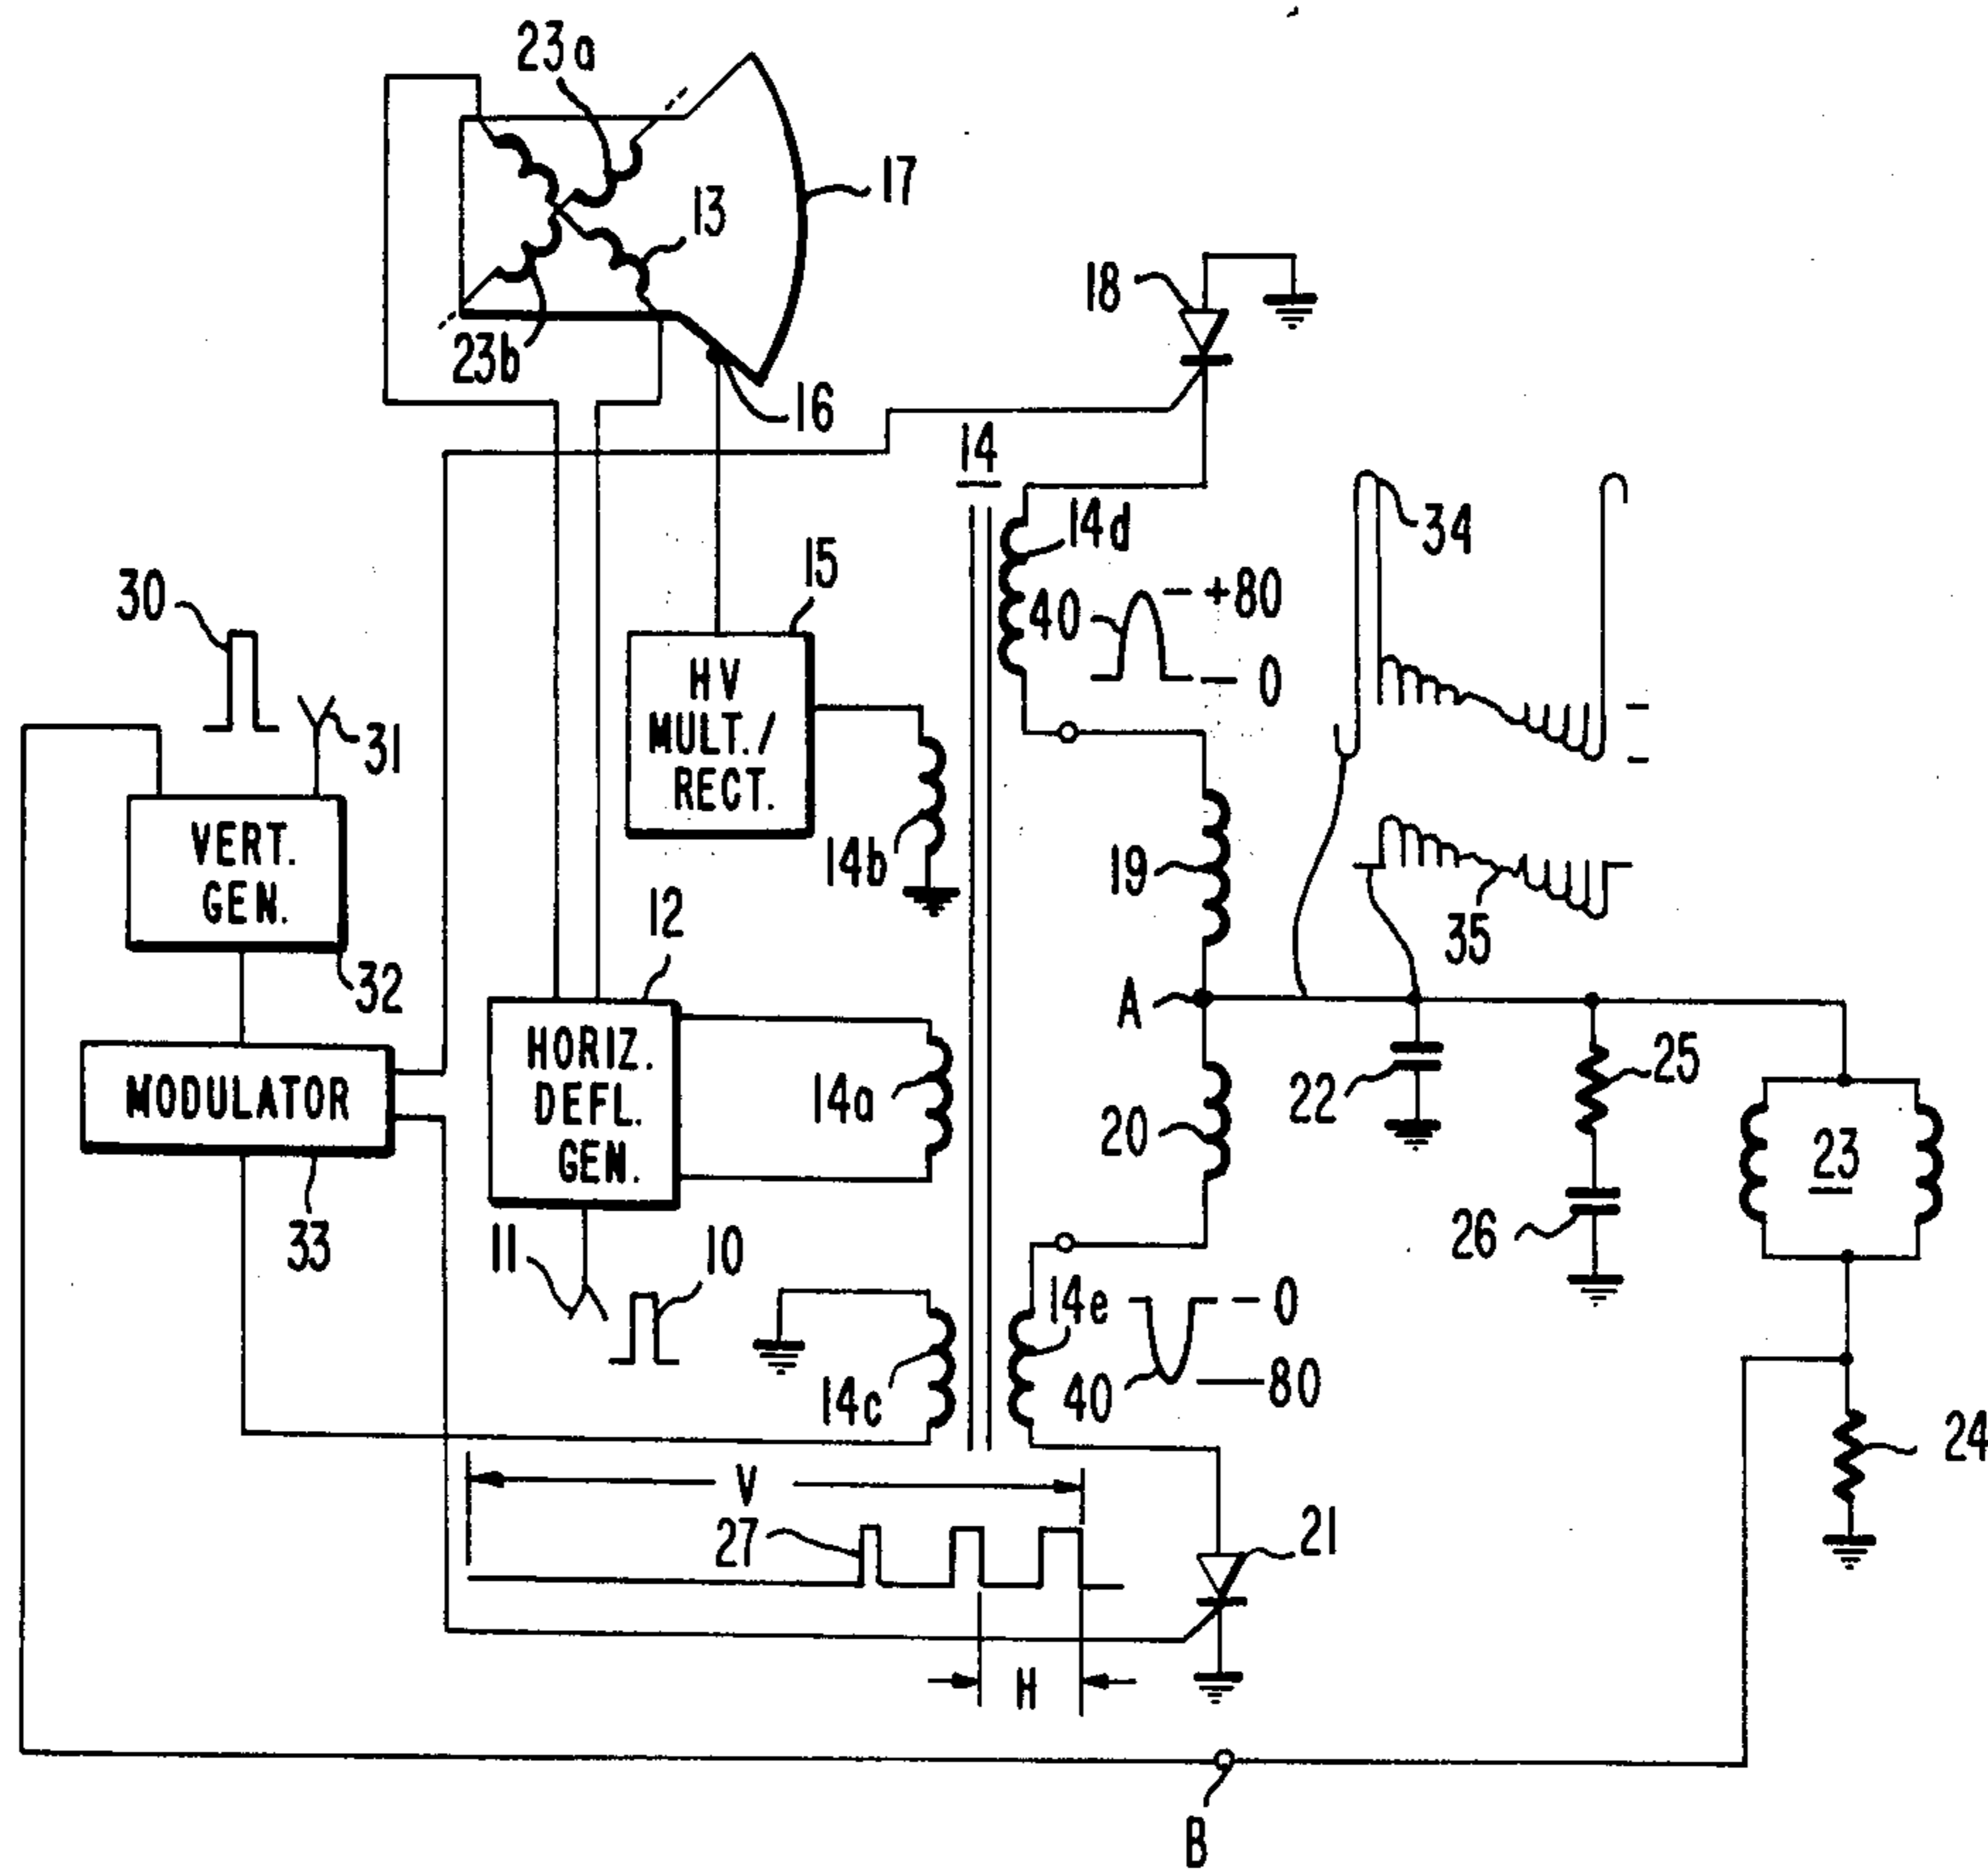 23a
17
13
18
23b
16
14
14d
34
15
30
40
+80
0
HV
MULT./
RECT.
31
VERT.
GEN.
14b
19
35
12
32
A
HORIZ.
DEFL.
GEN.
14a
25
22
20
23
MODULATOR
26
33
11
10
14e
0
14c
40
80
24
V
27
21
H
B